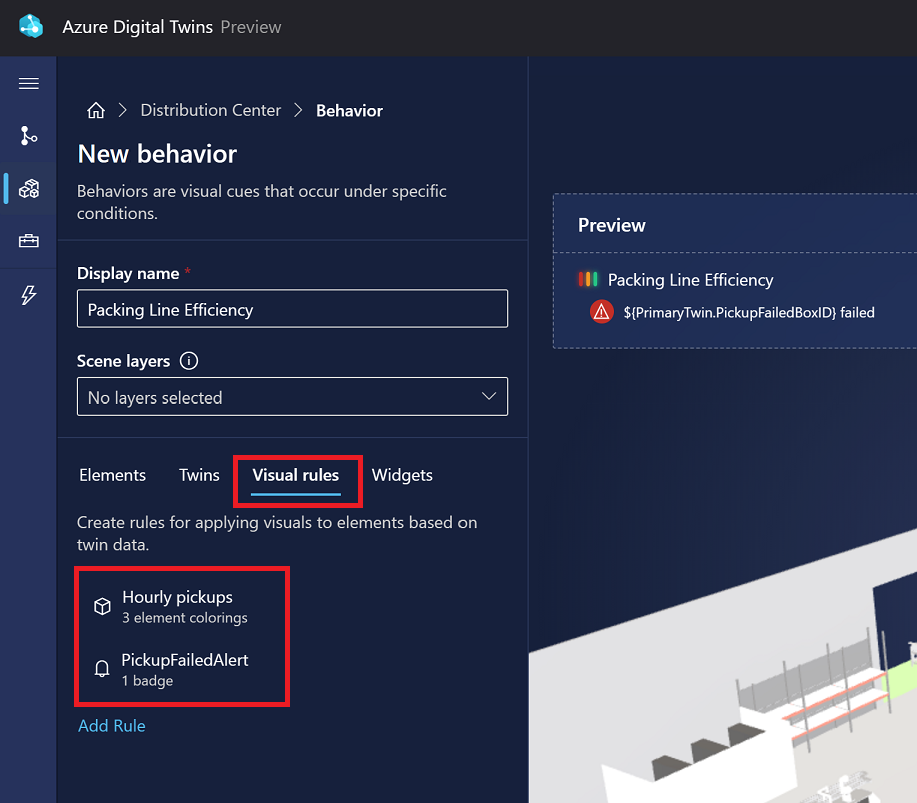 Azure Digital Twins Preview
Distribution Center Behavior
New behavior
Behaviors are visual cues that occur under specific
conditions.
Display name *
Packing Line Efficiency
Scene layers
No layers selected
Elements Twins Visual rules Widgets
Create rules for applying visuals to elements based on
twin data.
Hourly pickups
3 element colorings
PickupFailedAlert
1 badge
Add Rule
Preview
Packing Line Efficiency
${PrimaryTwin.PickupFailedBoxID} failed